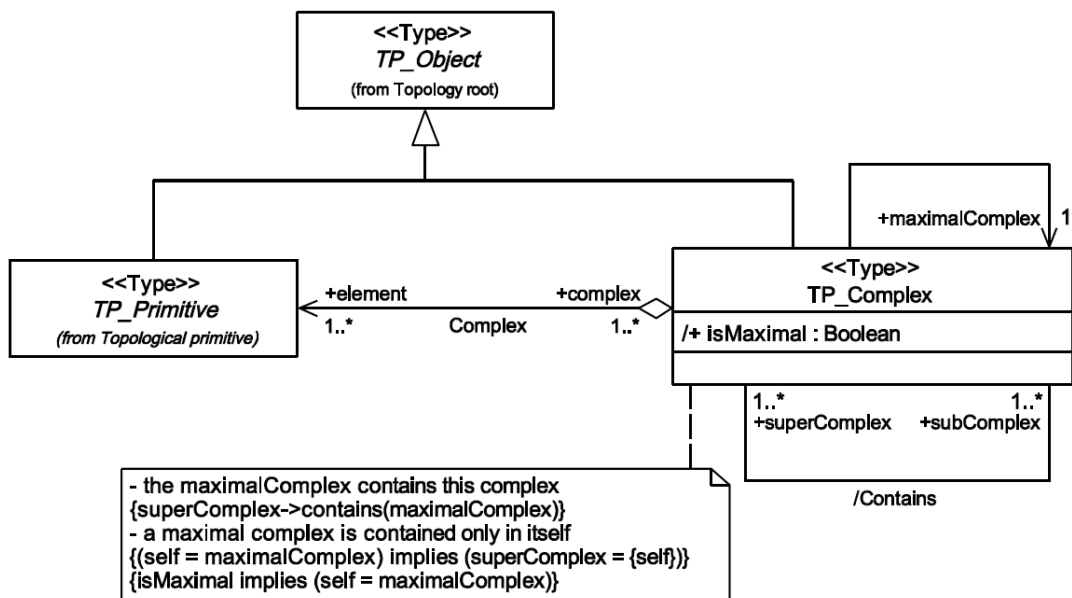 <<Type>>
TP_Object
(from Topology root)
+maximalComplex 1
<<Type>>
TP_Primitive
(from Topological primitive)
+element +complex
1..* Complex 1..*
<<Type>>
TP_Complex
/+ isMaximal : Boolean
1..* 1..*
+superComplex +subComplex
/Contains
- the maximalComplex contains this complex
{superComplex->contains(maximalComplex)}
- a maximal complex is contained only in itself
{(self = maximalComplex) implies (superComplex = {self})}
{isMaximal implies (self = maximalComplex)}